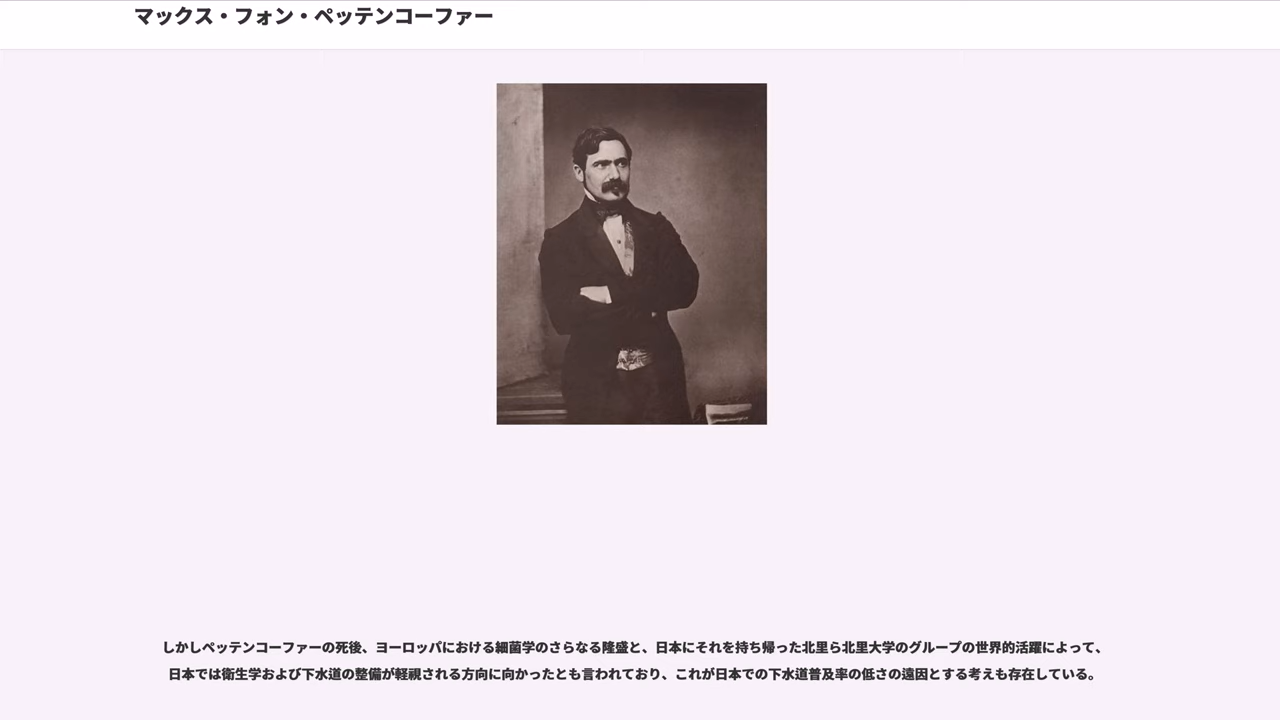 マックス・フォン・ペッテンコーファー
しかしペッテンコーファーの死後、ヨーロッパにおける細菌学のさらなる隆盛と、日本にそれを持ち帰った北里ら北里大学のグループの世界的活躍によって、
日本では衛生学および下水道の整備が軽視される方向に向かったとも言われており、これが日本での下水道普及率の低さの遠因とする考えも存在している。